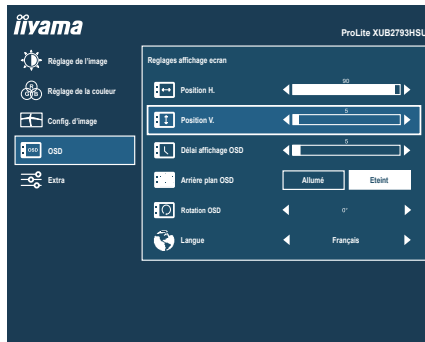 iiyama
ProLite XUB2793HSU
Réglage de l'image
Réglage de la couleur
Config. d'image
OSD OSD
Extra
Reglages affichage ecran
Position H.
90
Position V.
5
Délai affichage OSD
5
Arrière plan OSD
Allumé
Eteint
Rotation OSD
0°
Langue
Français